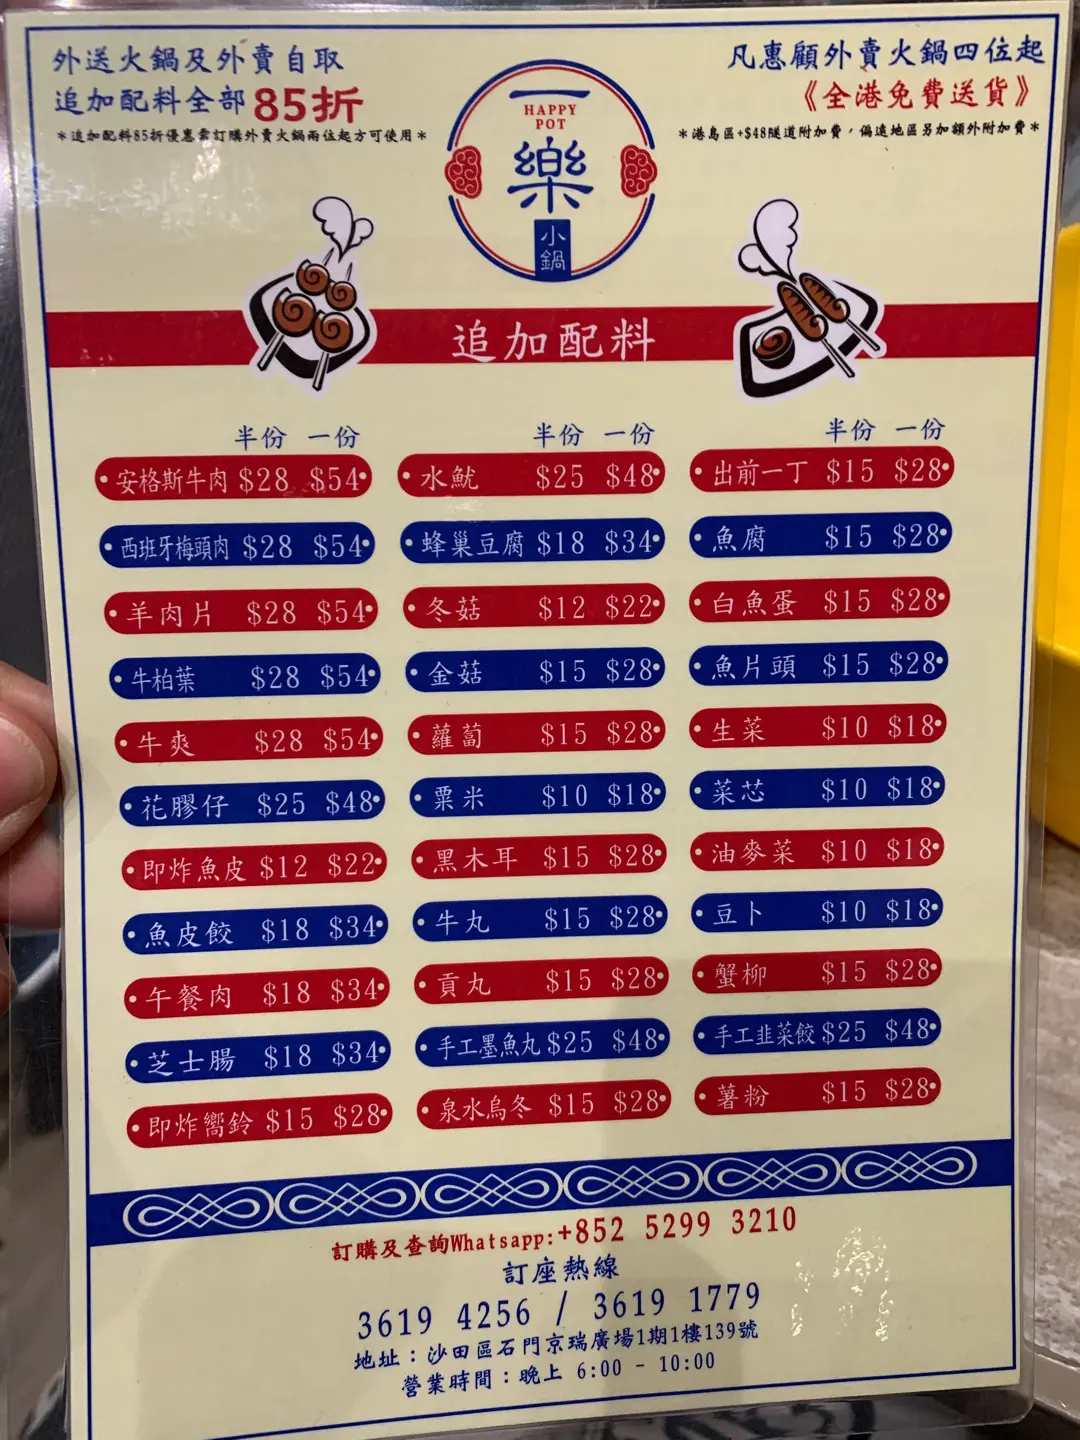 外送火鍋及外賣自取
追加配料全部85折
*追加配料85折優惠需訂購外賣火鍋兩位起方可使用*
一
HAPPY
POT
樂
小
鍋
凡惠顧外賣火鍋四位起
《全港免費送貨》
*港島區+$48隧道附加費，偏遠地區另加額外附加費*
追加配料
半份 一份
安格斯牛肉 $28 $54
西班牙梅頭肉 $28 $54
羊肉片 $28 $54
牛柏葉 $28 $54
牛爽 $28 $54
花膠仔 $25 $48
即炸魚皮 $12 $22
魚皮餃 $18 $34
午餐肉 $18 $34
芝士腸 $18 $34
即炸嚮鈴 $15 $28
半份 一份
水魷 $25 $48
蜂巢豆腐 $18 $34
冬菇 $12 $22
金菇 $15 $28
蘿蔔 $15 $28
粟米 $10 $18
黑木耳 $15 $28
牛丸 $15 $28
貢丸 $15 $28
手工墨魚丸 $25 $48
泉水烏冬 $15 $28
半份 一份
出前一丁 $15 $28
魚腐 $15 $28
白魚蛋 $15 $28
魚片頭 $15 $28
生菜 $10 $18
菜芯 $10 $18
油麥菜 $10 $18
豆卜 $10 $18
蟹柳 $15 $28
手工韭菜餃 $25 $48
薯粉 $15 $28
訂購及查詢Whatsapp:+852 5299 3210
訂座熱線
3619 4256 / 3619 1779
地址：沙田區石門京瑞廣場1期1樓139號
營業時間：晚上 6:00 - 10:00